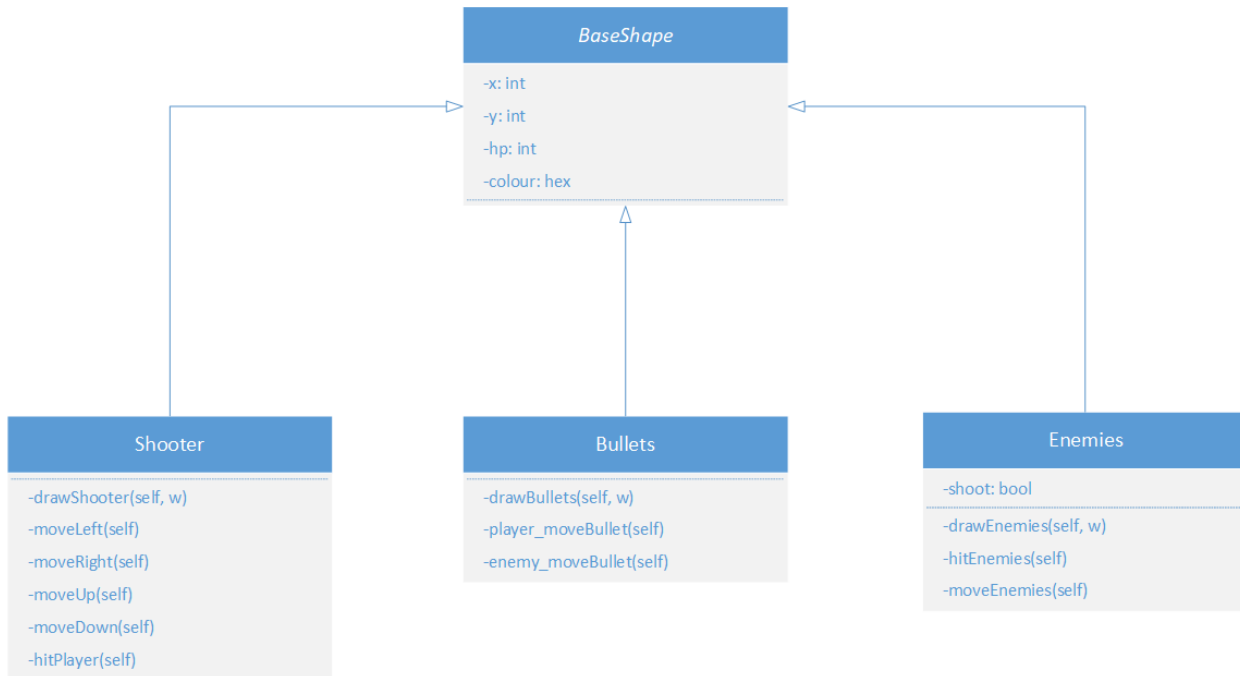 BaseShape
-x: int
-y: int
-hp: int
-colour: hex
Shooter
-drawShooter(self, w)
-moveLeft(self)
-moveRight(self)
-moveUp(self)
-moveDown(self)
-hitPlayer(self)
Bullets
-drawBullets(self, w)
-player_moveBullet(self)
-enemy_moveBullet(self)
Enemies
-shoot: bool
-drawEnemies(self, w)
-hitEnemies(self)
-moveEnemies(self)